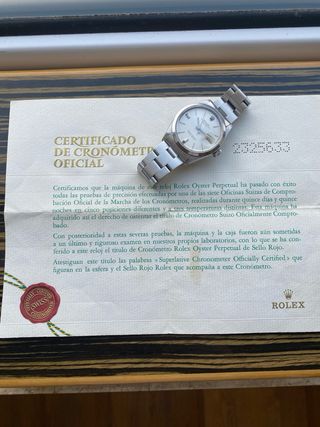 CERTIFICADO
DE CRONÓMETRO
OFICIAL
2325633
Certificamos que la máquina de reloj Rolex Oyster Perpetual ha pasado con éxito
todas las pruebas de precisión efectuadas por una de las siete Oficinas Suizas de Compro-
bación Oficial de la Marcha de los Cronómetros, realizadas durante quince días y quince
noches en cinco posiciones diferentes y a tres temperaturas distintas. Esta máquina ha
adquirido así el derecho de ostentar el título de Cronómetro Suizo Oficialmente Compro-
bado.
Con posterioridad a estas severas pruebas, la máquina y la caja fueron aún sometidas
a un último y riguroso examen en nuestros propios laboratorios, con lo que se ha con-
ferido a este reloj el título de Cronómetro Rolex Oyster Perpetual de Sello Rojo.
Atestiguan este título las palabras «Superlative Chronometer Officially Certified» que
figuran en la esfera y el Sello Rojo Rolex que acompaña a este Cronómetro.
ROLEX